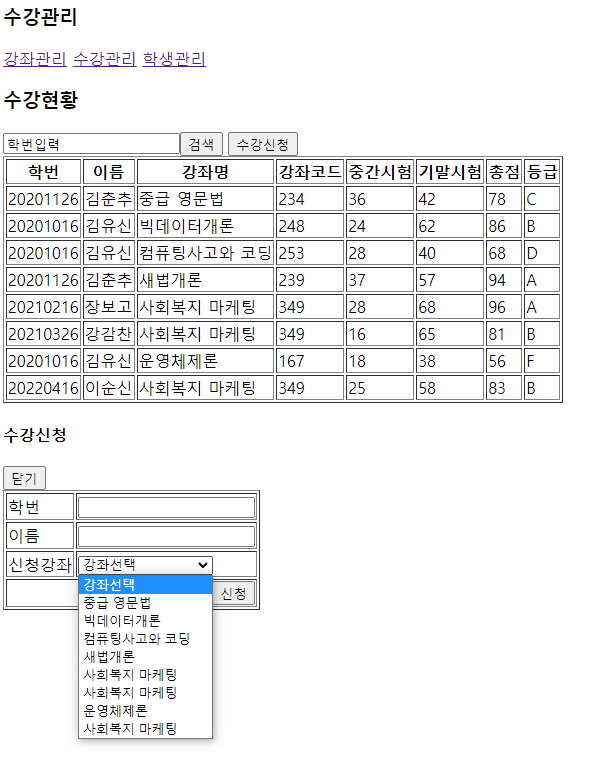 수강관리
강좌관리 수강관리 학생관리
수강현황
학번입력 검색 수강신청
학번 이름 강좌명 강좌코드 중간시험 기말시험 총점 등급
20201126 김춘추 중급 영문법 234 36 42 78 C
20201016 김유신 빅데이터개론 248 24 62 86 B
20201016 김유신 컴퓨팅사고와 코딩 253 28 40 68 D
20201126 김춘추 새법개론 239 37 57 94 A
20210216 장보고 사회복지 마케팅 349 28 68 96 A
20210326 강감찬 사회복지 마케팅 349 16 65 81 B
20201016 김유신 운영체제론 167 18 38 56 F
20220416 이순신 사회복지 마케팅 349 25 58 83 B
수강신청
닫기
학번
이름
신청강좌 강좌선택
강좌선택 신청
중급 영문법
빅데이터개론
컴퓨팅사고와 코딩
새법개론
사회복지 마케팅
사회복지 마케팅
운영체제론
사회복지 마케팅